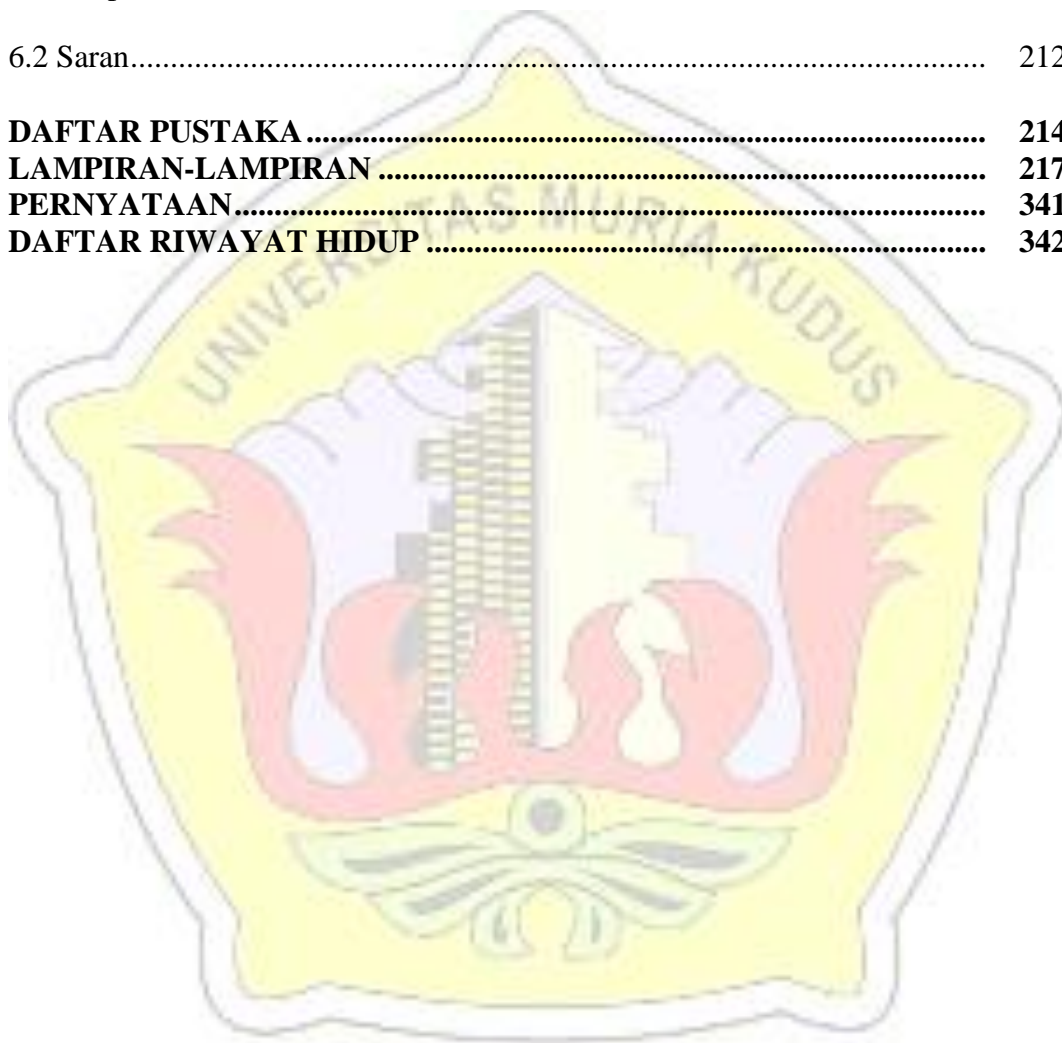 6.2 Saran........................................................................................................... 212
DAFTAR PUSTAKA..................................................................................... 214
LAMPIRAN-LAMPIRAN............................................................................ 217
PERNYATAAN.............................................................................................. 341
DAFTAR RIWAYAT HIDUP...................................................................... 342
UNIVERSITAS MURIA KUDUS